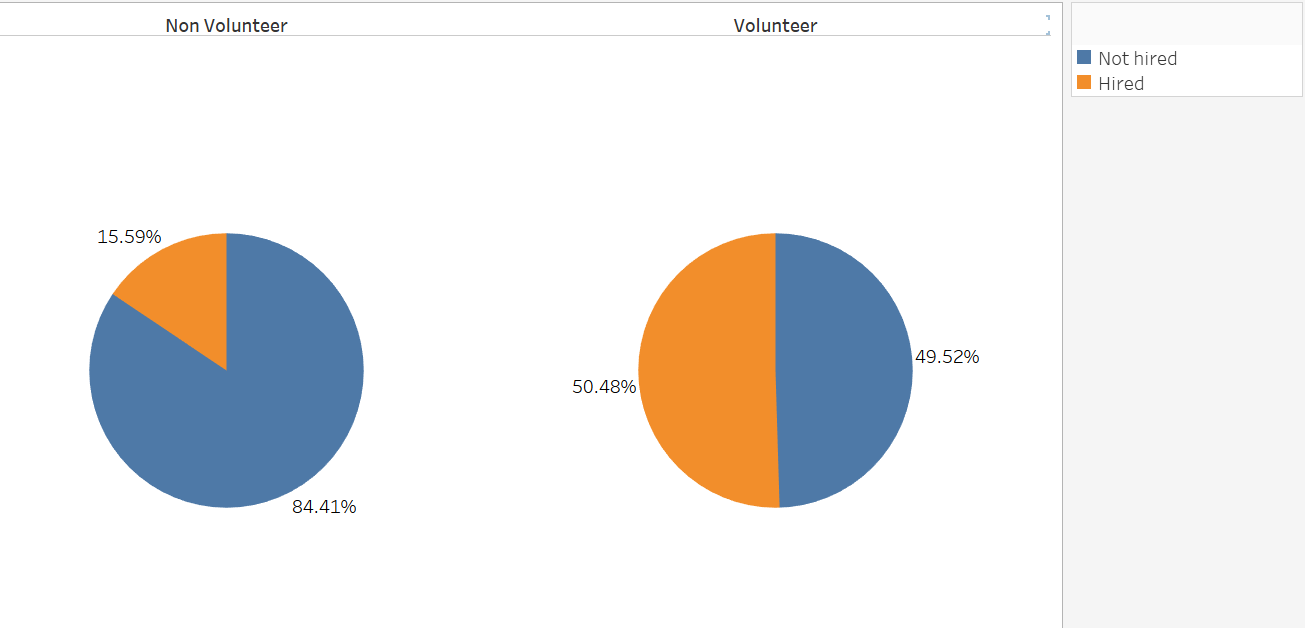 Non Volunteer
Volunteer
Not hired
Hired
15.59%
84.41%
50.48%
49.52%